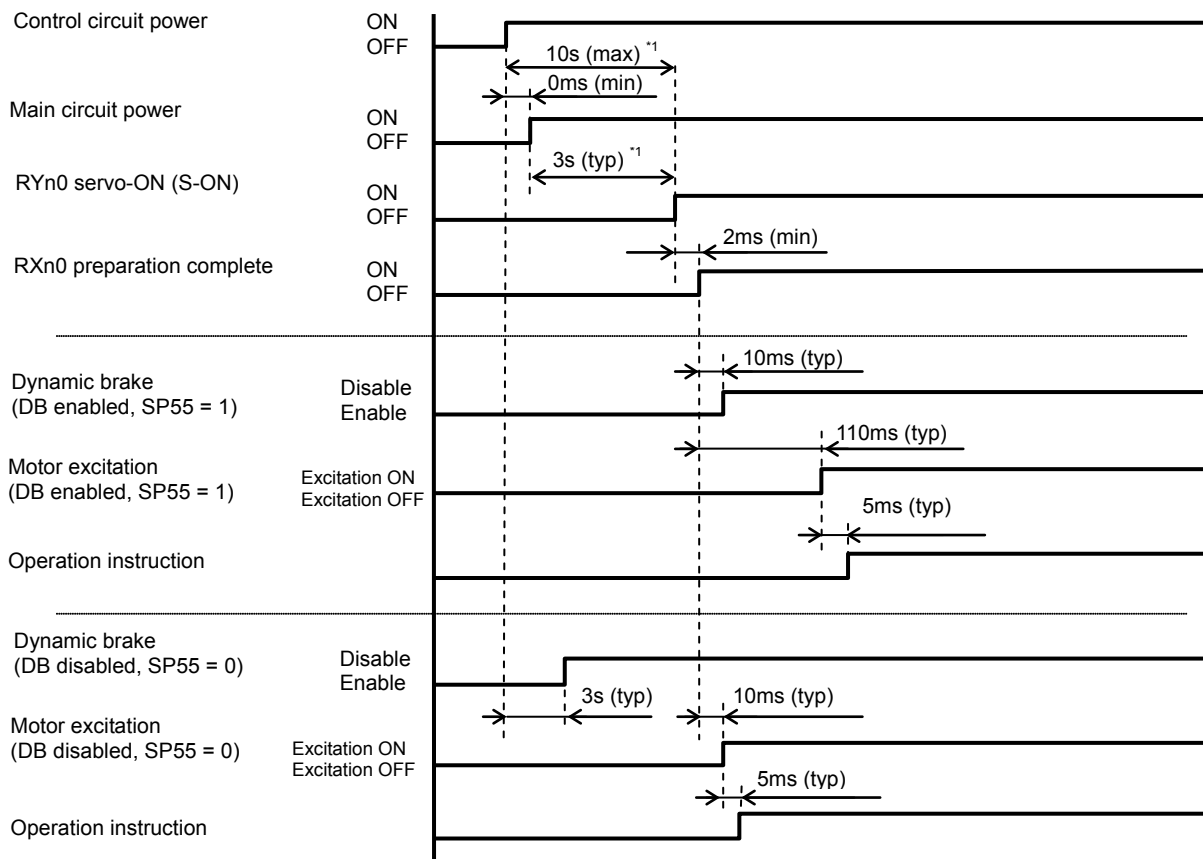 Control circuit power
ON
OFF
10s (max) *1
0ms (min)
Main circuit power
ON
OFF
3s (typ) *1
RYn0 servo-ON (S-ON)
ON
OFF
2ms (min)
RXn0 preparation complete
ON
OFF
10ms (typ)
Dynamic brake
(DB enabled, SP55 = 1)
Disable
Enable
110ms (typ)
Motor excitation
(DB enabled, SP55 = 1)
Excitation ON
Excitation OFF
5ms (typ)
Operation instruction
Dynamic brake
(DB disabled, SP55 = 0)
Disable
Enable
3s (typ)
10ms (typ)
Motor excitation
(DB disabled, SP55 = 0)
Excitation ON
Excitation OFF
5ms (typ)
Operation instruction